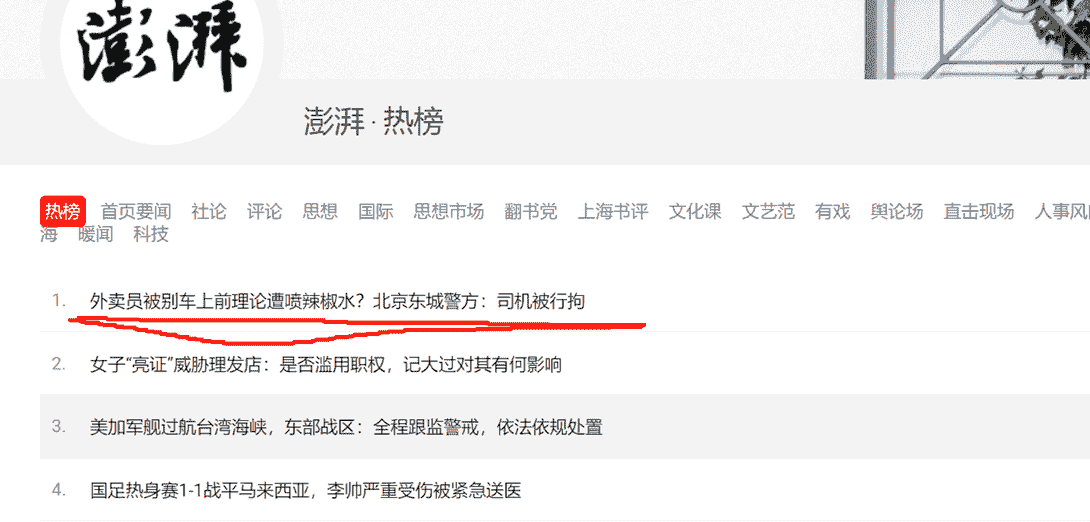 澎湃
澎湃·热榜
热榜 首页要闻 社论 评论 思想 国际 思想市场 翻书党 上海书评 文化课 文艺范 有戏 舆论场 直击现场 人事风
海 暖闻 科技
1. 外卖员被别车上前理论遭喷辣椒水？北京东城警方：司机被行拘
2. 女子“亮证”威胁理发店：是否滥用职权，记大过对其有何影响
3. 美加军舰过航台湾海峡，东部战区：全程跟监警戒，依法依规处置
4. 国足热身赛1-1战平马来西亚，李帅严重受伤被紧急送医